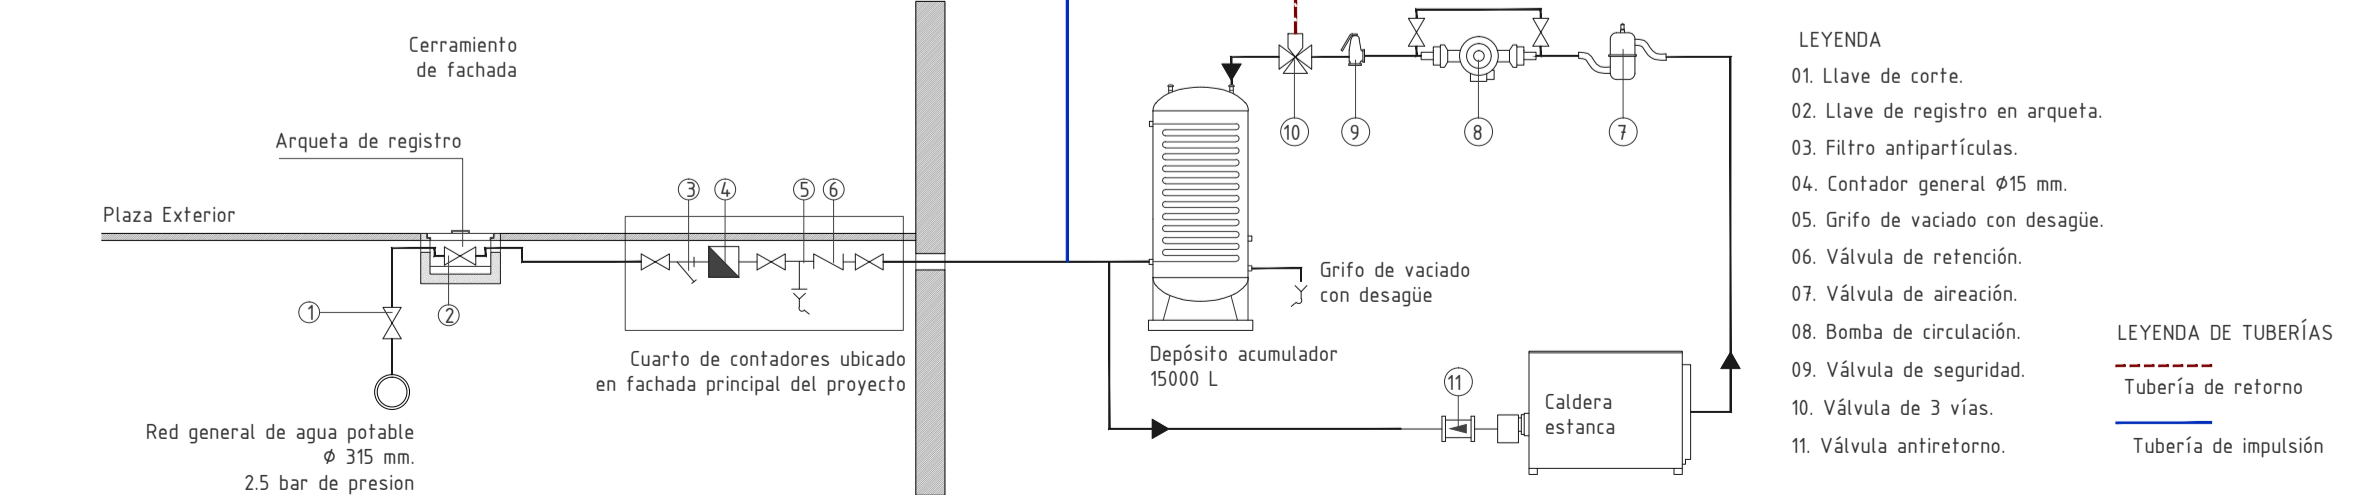 Cerramiento
de fachada
Arqueta de registro
Plaza Exterior
3
4
5
6
1
2
Cuarto de contadores ubicado
en fachada principal del proyecto
Red general de agua potable
Ø 315 mm.
2.5 bar de presion
10
9
8
7
Grifo de vaciado
con desagüe
Depósito acumulador
15000 L
11
Caldera
estanca
LEYENDA
01. Llave de corte.
02. Llave de registro en arqueta.
03. Filtro antipartículas.
04. Contador general Ø15 mm.
05. Grifo de vaciado con desagüe.
06. Válvula de retención.
07. Válvula de aireación.
08. Bomba de circulación.
09. Válvula de seguridad.
10. Válvula de 3 vías.
11. Válvula antiretorno.
LEYENDA DE TUBERÍAS
Tubería de retorno
Tubería de impulsión